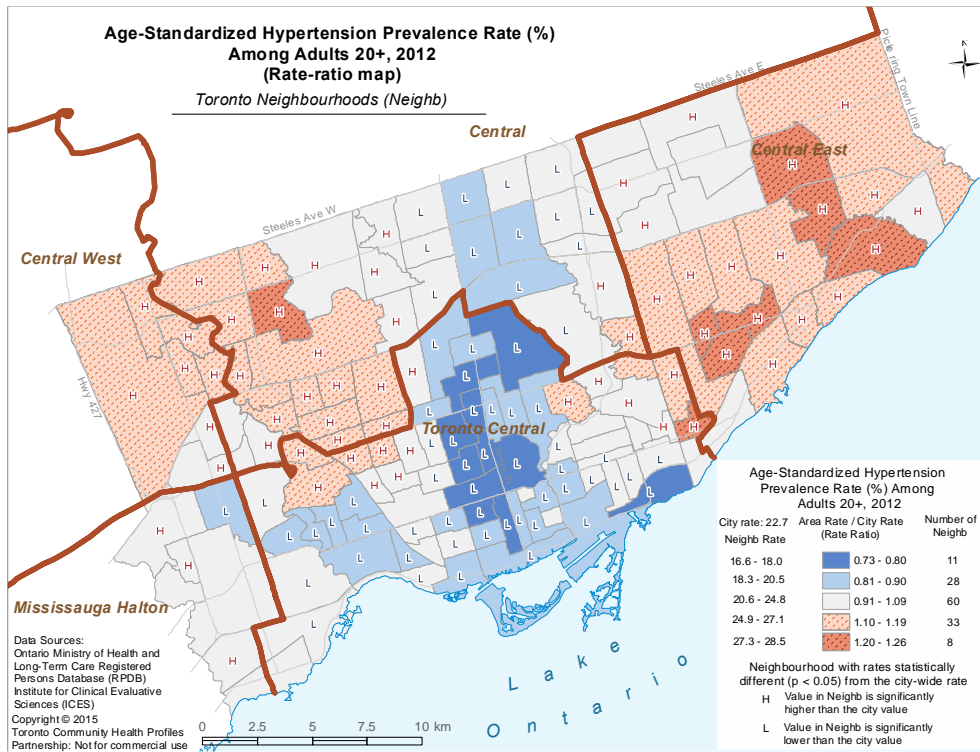 Age-Standardized Hypertension Prevalence Rate (%)
Among Adults 20+, 2012
(Rate-ratio map)
Toronto Neighbourhoods (Neighb)
Pickering Town Line
N
Steeles Ave E
Central
Central East
Steeles Ave W
Central West
Hwy 427
Toronto Central
Mississauga Halton
Lake
Ontario
Data Sources:
Ontario Ministry of Health and
Long-Term Care Registered
Persons Database (RPDB)
Institute for Clinical Evaluative
Sciences (ICES)
Copyright © 2015
Toronto Community Health Profiles
Partnership: Not for commercial use
0 2.5 5 10 km
Age-Standardized Hypertension
Prevalence Rate (%) Among
Adults 20+, 2012
City rate: 22.7 Area Rate / City Rate Number of
Neighb Rate (Rate Ratio) Neighb
16.6 - 18.0 0.73 - 0.80 11
18.3 - 20.5 0.81 - 0.90 28
20.6 - 24.8 0.91 - 1.09 60
24.9 - 27.1 1.10 - 1.19 33
27.3 - 28.5 1.20 - 1.26 8
Neighbourhood with rates statistically
different (p < 0.05) from the city-wide rate
H Value in Neighb is significantly
higher than the city value
L Value in Neighb is significantly
lower than the city value